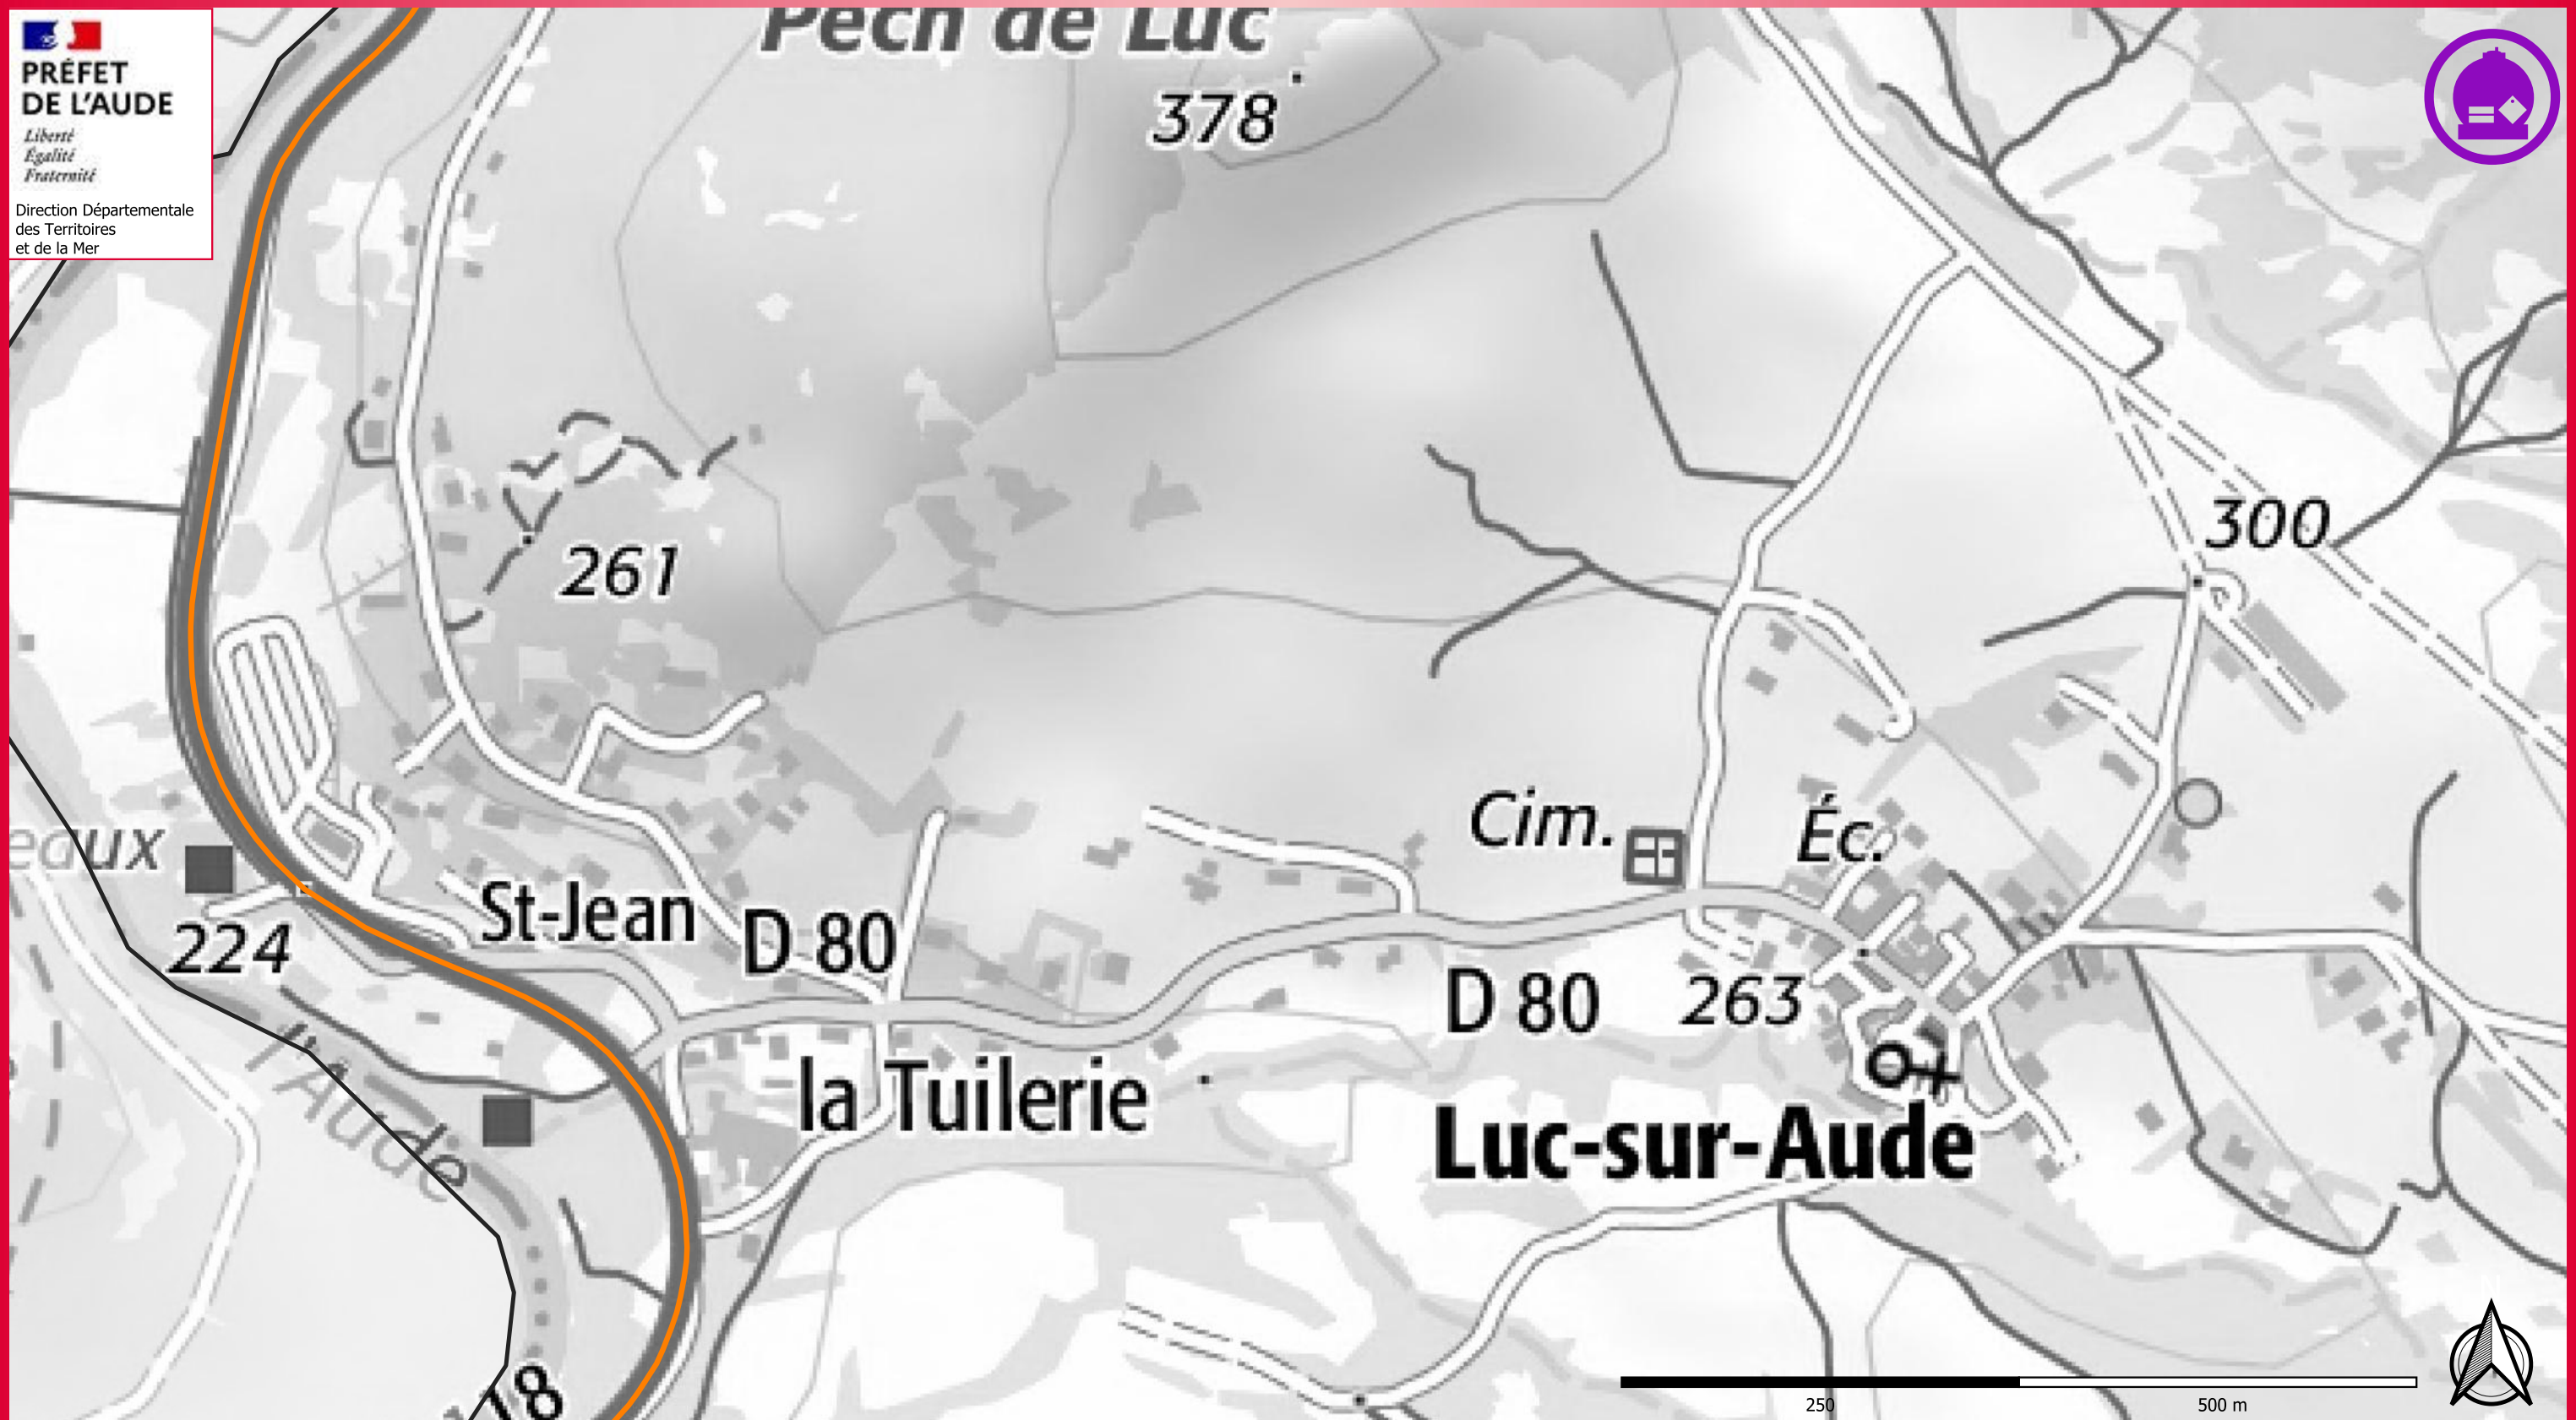 PRÉFET
DE L'AUDE
Liberté
Égalité
Fraternité
Direction Départementale
des Territoires
et de la Mer
Pech de Luc
378
261
300
Cim.
Éc.
eaux
224
St-Jean
D 80
D 80
263
l'Aude
la Tuilerie
Luc-sur-Aude
250
500 m